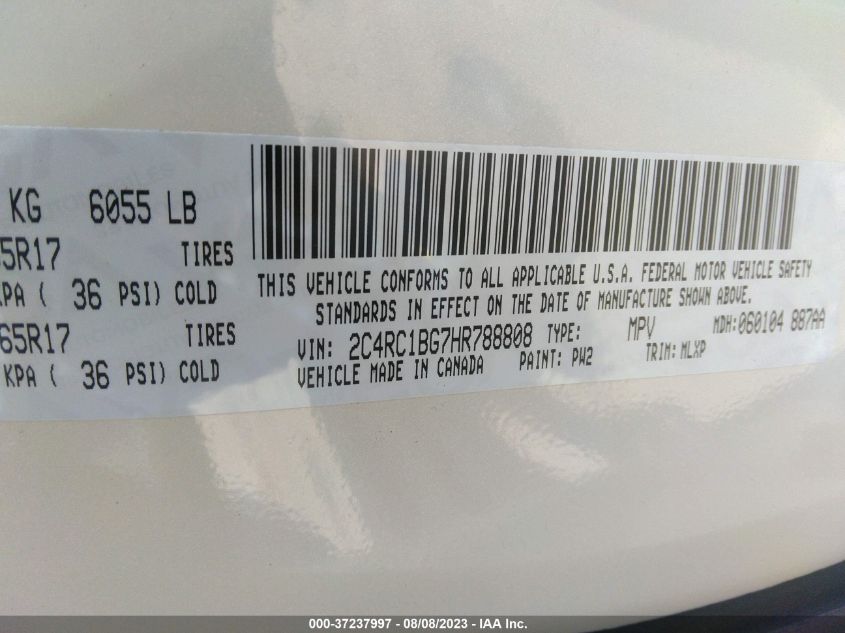 KG 6055 LB
5R17 TIRES
KPA ( 36 PSI) COLD
65R17 TIRES
KPA ( 36 PSI) COLD
THIS VEHICLE CONFORMS TO ALL APPLICABLE U.S.A. FEDERAL MOTOR VEHICLE SAFETY
STANDARDS IN EFFECT ON THE DATE OF MANUFACTURE SHOWN ABOVE.
VIN: 2C4RC1BG7HR788808 TYPE: MPV MDH:060104 887AA
VEHICLE MADE IN CANADA PAINT: PW2 TRIM: MLXP
000-37237997 - 08/08/2023 - IAA Inc.